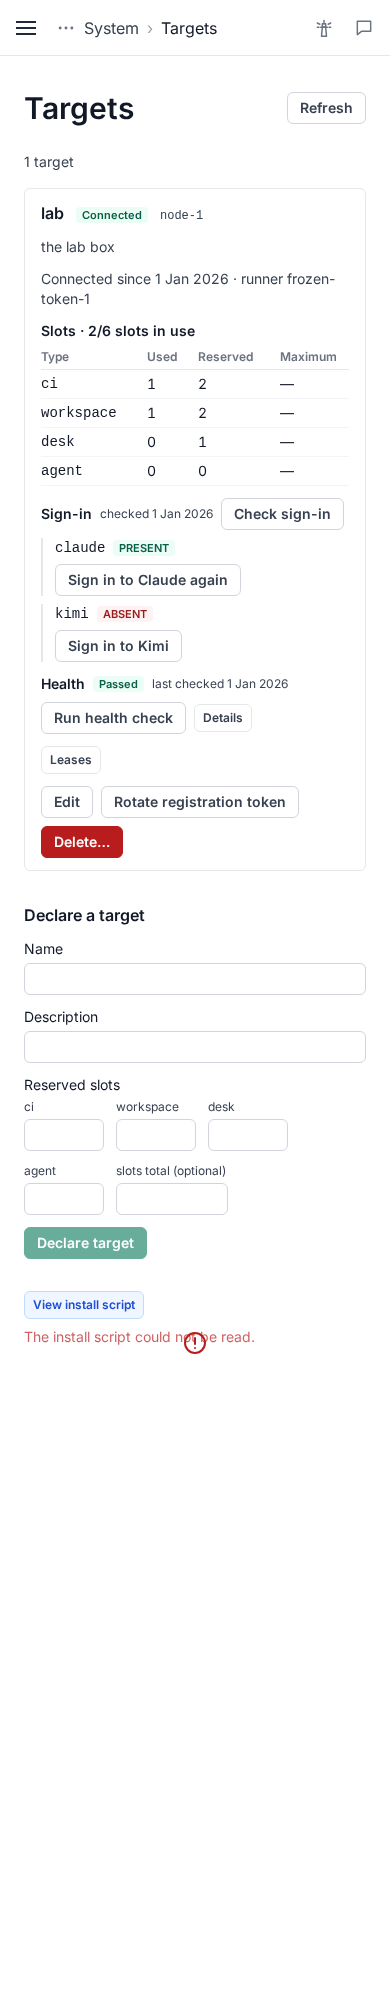 System › Targets
Targets
Refresh
1 target
lab Connected node-1
the lab box
Connected since 1 Jan 2026 · runner frozen-
token-1
Slots · 2/6 slots in use
Type Used Reserved Maximum
ci 1 2 —
workspace 1 2 —
desk 0 1 —
agent 0 0 —
Sign-in checked 1 Jan 2026 Check sign-in
claude PRESENT
Sign in to Claude again
kimi ABSENT
Sign in to Kimi
Health Passed last checked 1 Jan 2026
Run health check Details
Leases
Edit Rotate registration token
Delete...
Declare a target
Name
Description
Reserved slots
ci workspace desk
agent slots total (optional)
Declare target
View install script
The install script could not be read.